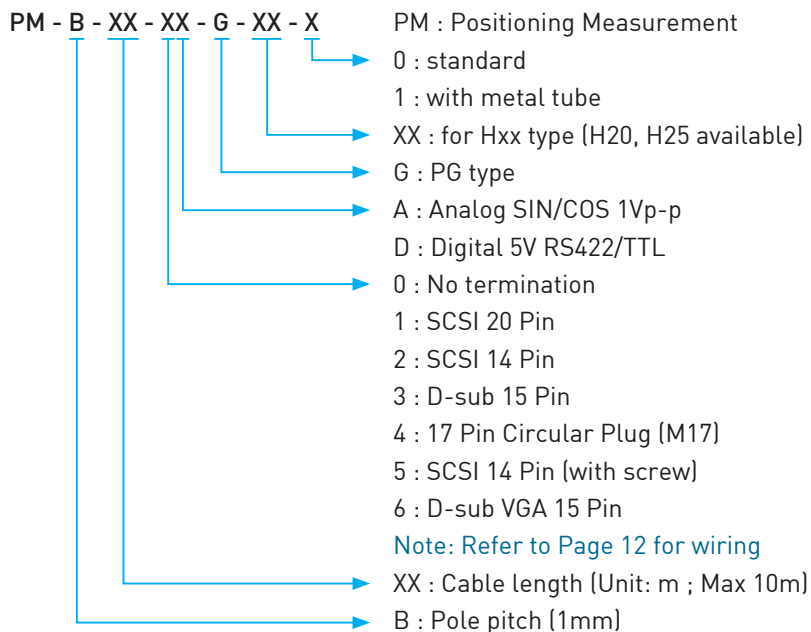 PM - B - XX - XX - G - XX - X PM : Positioning Measurement
0 : standard
1 : with metal tube
XX : for Hxx type (H20, H25 available)
G : PG type
A : Analog SIN/COS 1Vp-p
D : Digital 5V RS422/TTL
0 : No termination
1 : SCSI 20 Pin
2 : SCSI 14 Pin
3 : D-sub 15 Pin
4 : 17 Pin Circular Plug (M17)
5 : SCSI 14 Pin (with screw)
6 : D-sub VGA 15 Pin
Note: Refer to Page 12 for wiring
XX : Cable length (Unit: m ; Max 10m)
B : Pole pitch (1mm)